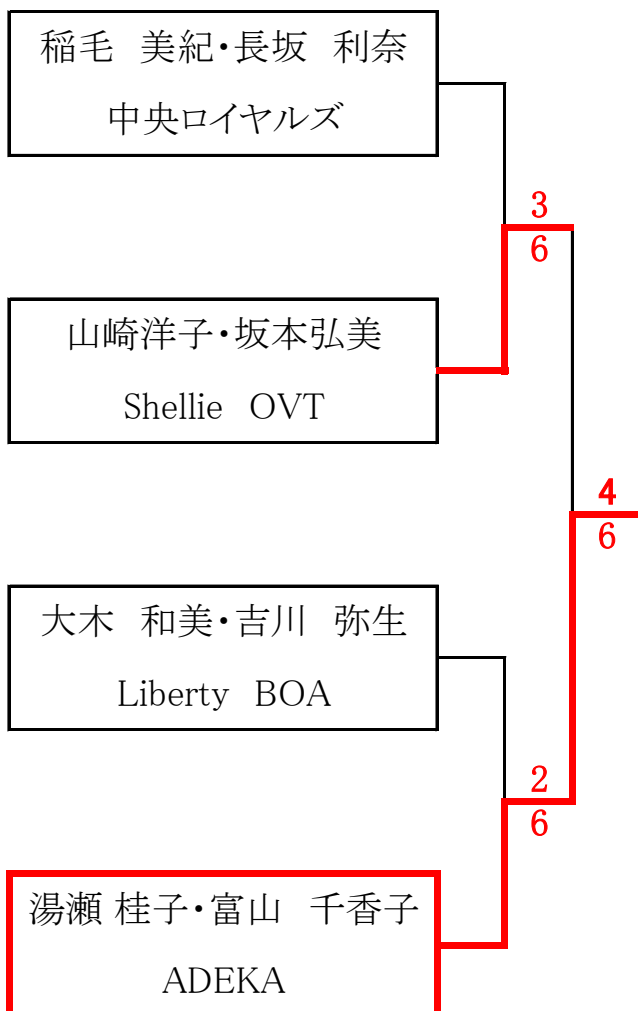 稲毛　美紀・長坂　利奈
中央ロイヤルズ
3
6
山崎洋子・坂本弘美
Shellie　OVT
4
6
大木　和美・吉川　弥生
Liberty　BOA
2
6
湯瀬 桂子・富山　千香子
ADEKA